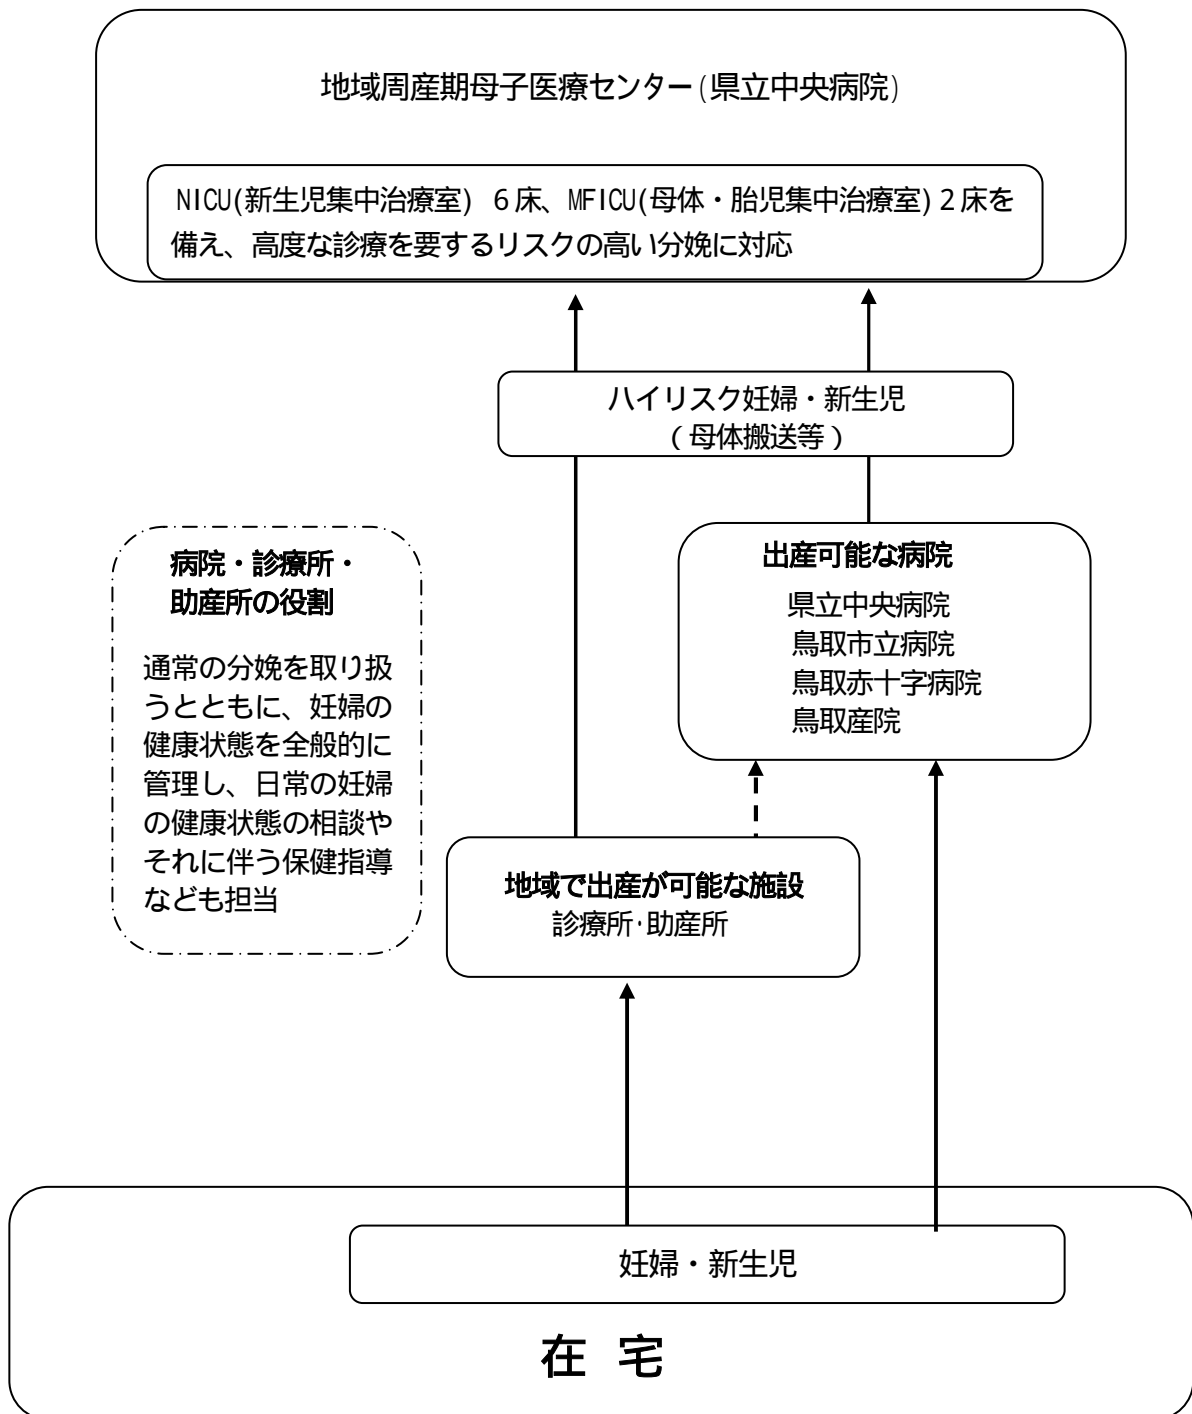 地域周産期母子医療センター(県立中央病院)
NICU(新生児集中治療室) 6床、MFICU(母体・胎児集中治療室)2床を
備え、高度な診療を要するリスクの高い分娩に対応
ハイリスク妊婦・新生児
(母体搬送等)
病院・診療所・
助産所の役割
通常の分娩を取り扱
うとともに、妊婦の
健康状態を全般的に
管理し、日常の妊婦
の健康状態の相談や
それに伴う保健指導
なども担当
出産可能な病院
県立中央病院
鳥取市立病院
鳥取赤十字病院
鳥取産院
地域で出産が可能な施設
診療所・助産所
妊婦・新生児
在 宅